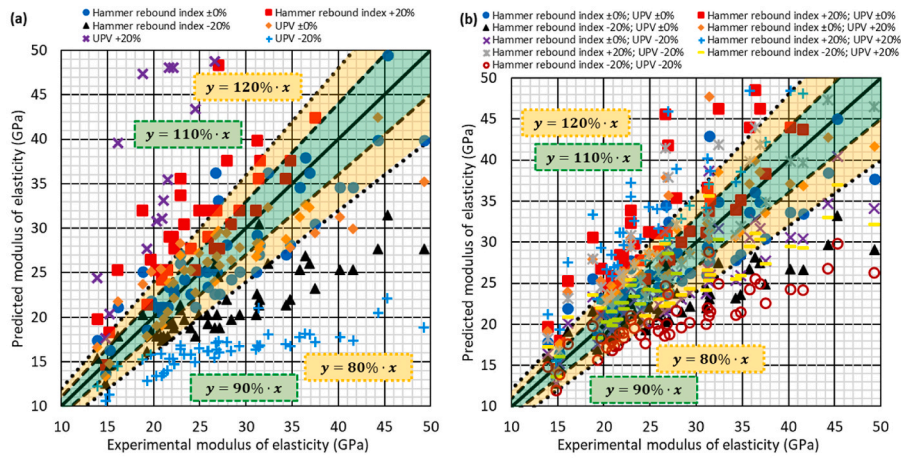 (a)
Hammer rebound index ±0% Hammer rebound index +20%
Hammer rebound index -20% UPV ±0%
UPV +20% UPV -20%
50
45
40
35
30
25
20
15
10
Predicted modulus of elasticity (GPa)
y = 120% · x
y = 110% · x
y = 80% · x
y = 90% · x
10 15 20 25 30 35 40 45 50
Experimental modulus of elasticity (GPa)
(b)
Hammer rebound index ±0%; UPV ±0% Hammer rebound index +20%; UPV ±0%
Hammer rebound index -20%; UPV ±0% Hammer rebound index ±0%; UPV +20%
Hammer rebound index ±0%; UPV -20% Hammer rebound index +20%; UPV +20%
Hammer rebound index +20%; UPV -20% Hammer rebound index -20%; UPV +20%
Hammer rebound index -20%; UPV -20%
50
45
40
35
30
25
20
15
10
Predicted modulus of elasticity (GPa)
y = 120% · x
y = 110% · x
y = 80% · x
y = 90% · x
10 15 20 25 30 35 40 45 50
Experimental modulus of elasticity (GPa)